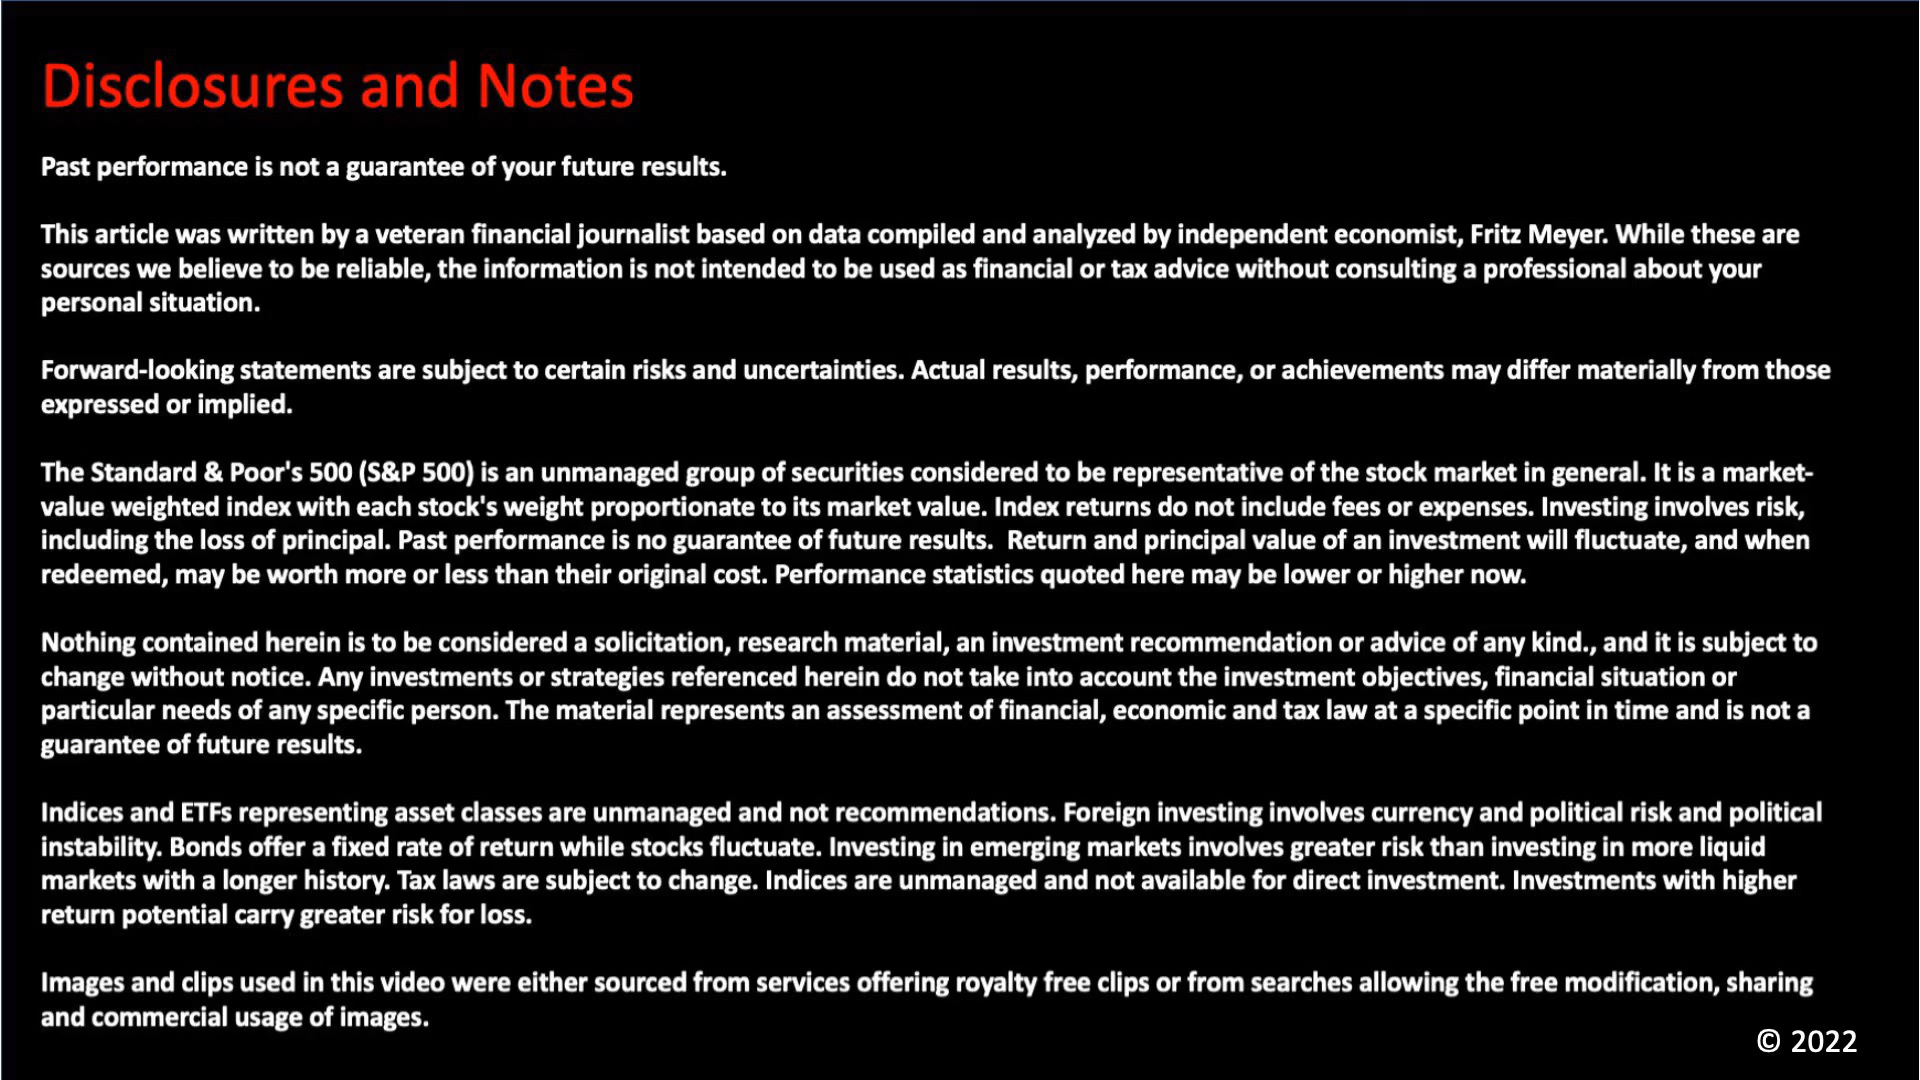 Disclosures and Notes
Past performance is not a guarantee of your future results.
This article was written by a veteran financial journalist based on data compiled and analyzed by independent economist, Fritz Meyer. While these are
sources we believe to be reliable, the information is not intended to be used as financial or tax advice without consulting a professional about your
personal situation.
Forward-looking statements are subject to certain risks and uncertainties. Actual results, performance, or achievements may differ materially from those
expressed or implied.
The Standard & Poor's 500 (S&P 500) is an unmanaged group of securities considered to be representative of the stock market in general. It is a market-
value weighted index with each stock's weight proportionate to its market value. Index returns do not include fees or expenses. Investing involves risk,
including the loss of principal. Past performance is no guarantee of future results.  Return and principal value of an investment will fluctuate, and when
redeemed, may be worth more or less than their original cost. Performance statistics quoted here may be lower or higher now.
Nothing contained herein is to be considered a solicitation, research material, an investment recommendation or advice of any kind., and it is subject to
change without notice. Any investments or strategies referenced herein do not take into account the investment objectives, financial situation or
particular needs of any specific person. The material represents an assessment of financial, economic and tax law at a specific point in time and is not a
guarantee of future results.
Indices and ETFs representing asset classes are unmanaged and not recommendations. Foreign investing involves currency and political risk and political
instability. Bonds offer a fixed rate of return while stocks fluctuate. Investing in emerging markets involves greater risk than investing in more liquid
markets with a longer history. Tax laws are subject to change. Indices are unmanaged and not available for direct investment. Investments with higher
return potential carry greater risk for loss.
Images and clips used in this video were either sourced from services offering royalty free clips or from searches allowing the free modification, sharing
and commercial usage of images.
© 2022